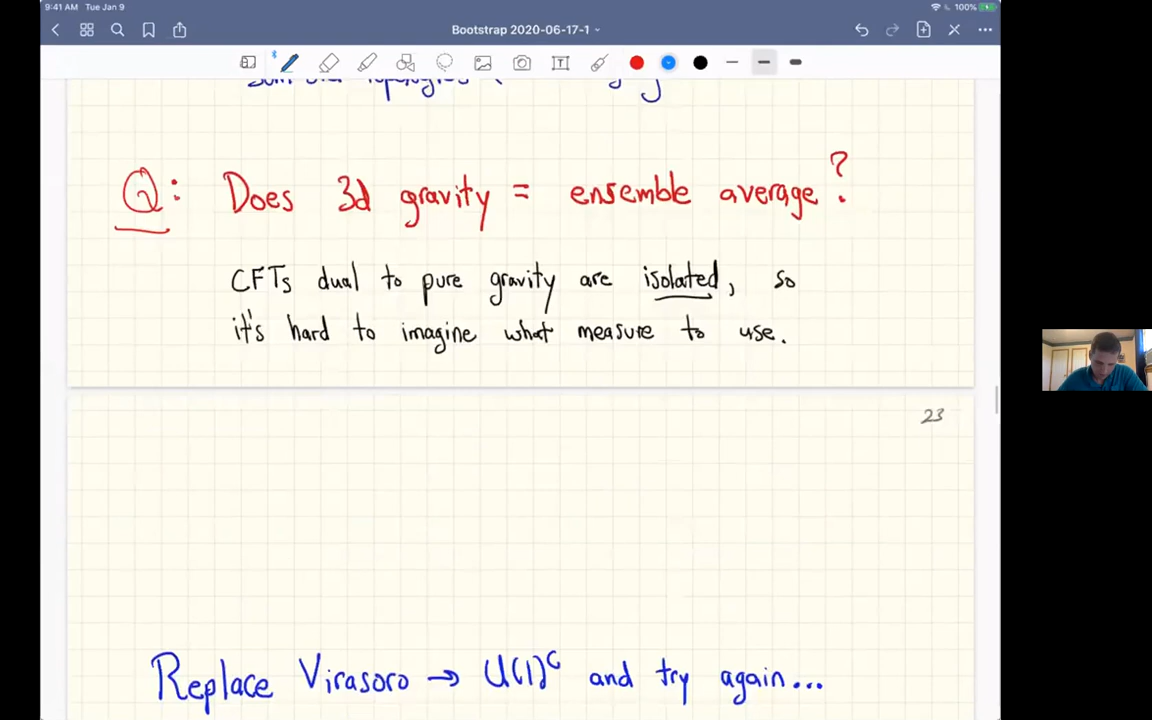 9:41 AM Tue Jan 9
100%
Bootstrap 2020-06-17-1
topologies
Q: Does 3d gravity = ensemble average?
CFTs dual to pure gravity are isolated, so
it's hard to imagine what measure to use.
23
Replace Virasoro → U(1)^c and try again...